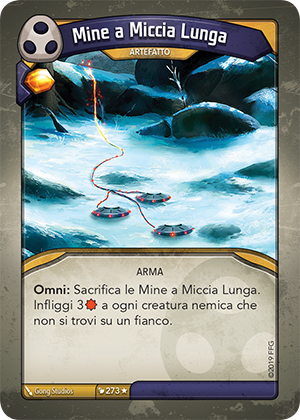 Mine a Miccia Lunga
ARTEFATTO
ARMA
Omni: Sacrifica le Mine a Miccia Lunga.
Infliggi 3 a ogni creatura nemica che
non si trovi su un fianco.
Gong Studios
273
©2019 FFG